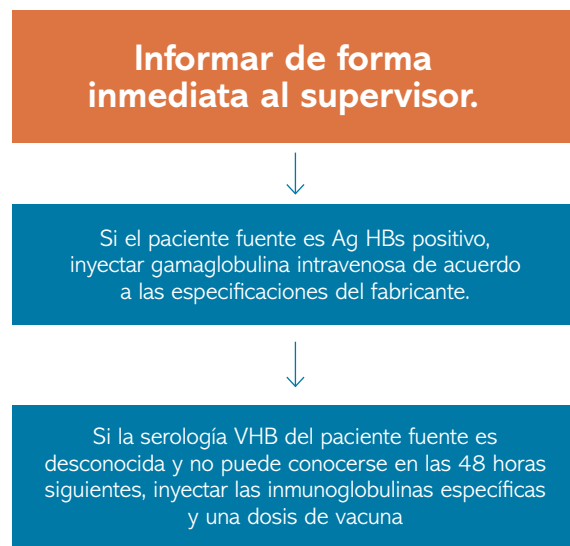 Informar de forma
inmediata al supervisor.
Si el paciente fuente es Ag HBs positivo,
inyectar gamaglobulina intravenosa de acuerdo
a las especificaciones del fabricante.
Si la serología VHB del paciente fuente es
desconocida y no puede conocerse en las 48 horas
siguientes, inyectar las inmunoglobulinas específicas
y una dosis de vacuna